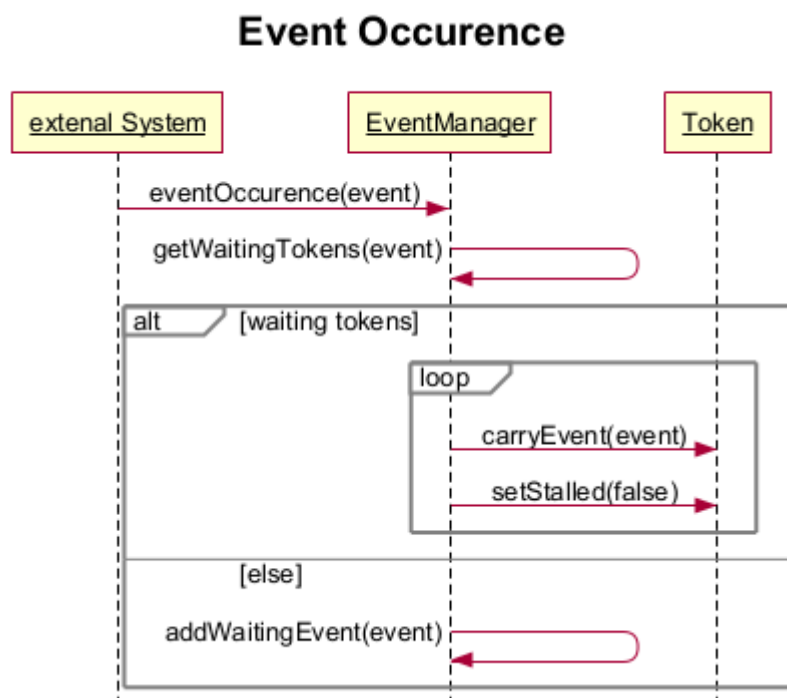 Event Occurence
extenal System
EventManager
Token
eventOccurence(event)
getWaitingTokens(event)
alt
[waiting tokens]
loop
carryEvent(event)
setStalled(false)
[else]
addWaitingEvent(event)